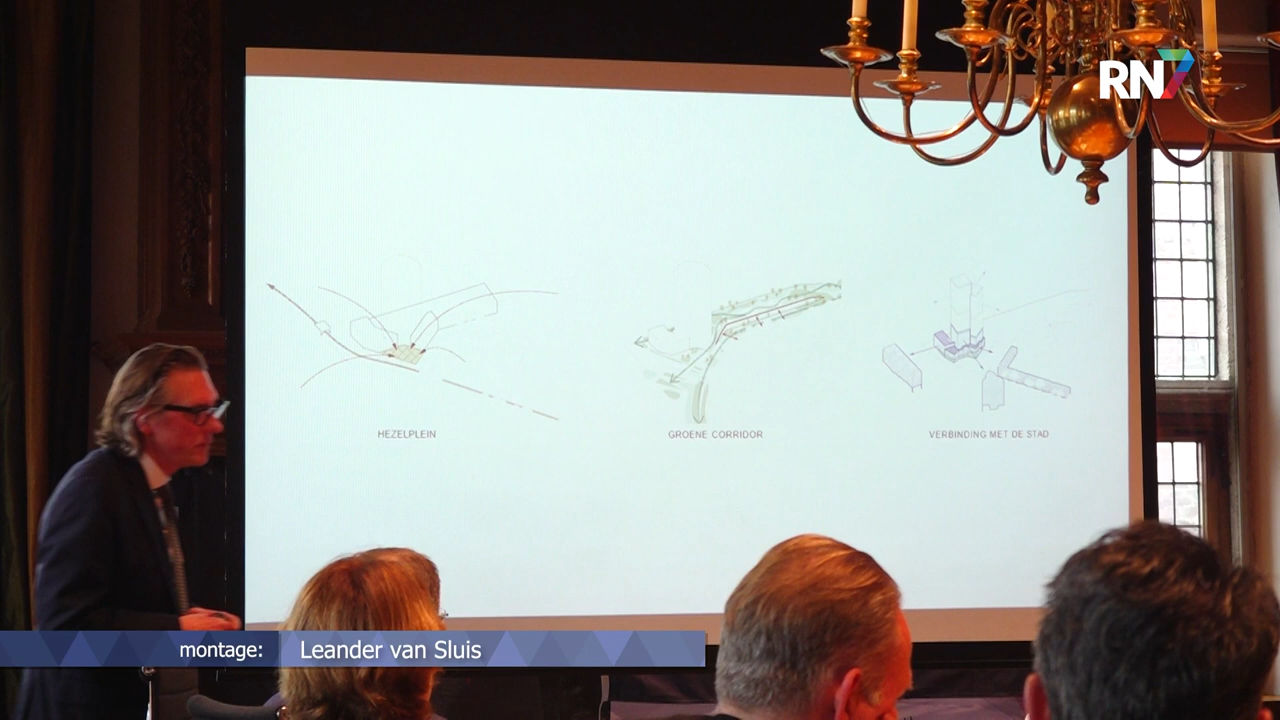 RN7
HEZELPLEIN
GROENE CORRIDOR
VERBINDING MET DE STAD
montage: Leander van Sluis